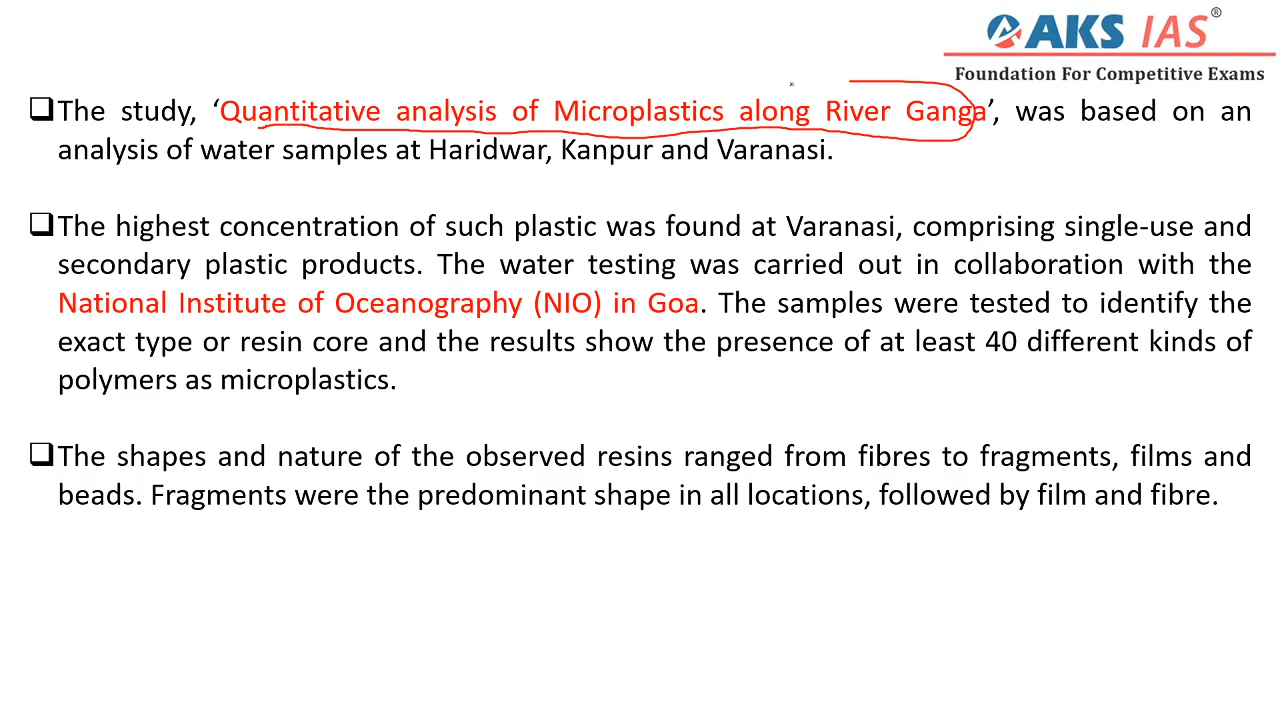 AKS IAS®
Foundation For Competitive Exams
❑The study, ‘Quantitative analysis of Microplastics along River Ganga’, was based on an
analysis of water samples at Haridwar, Kanpur and Varanasi.
❑The highest concentration of such plastic was found at Varanasi, comprising single-use and
secondary plastic products. The water testing was carried out in collaboration with the
National Institute of Oceanography (NIO) in Goa. The samples were tested to identify the
exact type or resin core and the results show the presence of at least 40 different kinds of
polymers as microplastics.
❑The shapes and nature of the observed resins ranged from fibres to fragments, films and
beads. Fragments were the predominant shape in all locations, followed by film and fibre.